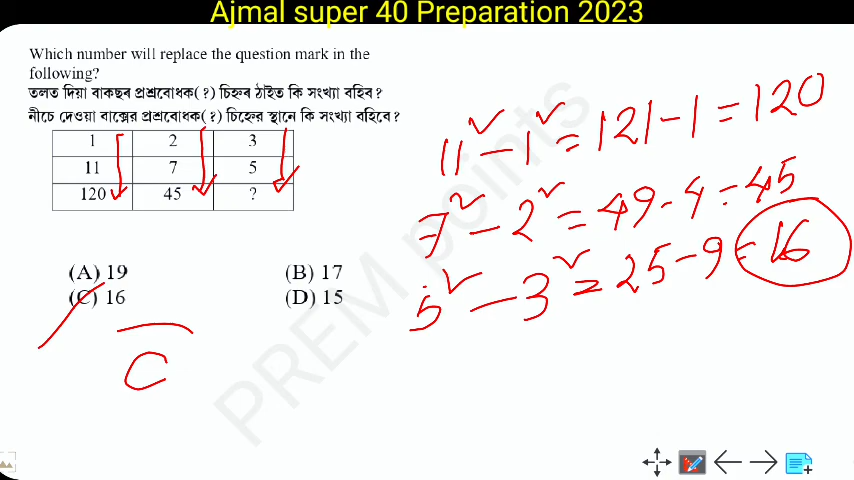 Ajmal super 40 Preparation 2023
Which number will replace the question mark in the
following?
তলত দিয়া বাকছৰ প্ৰশ্নবোধক(?) চিহ্নৰ ঠাইত কি সংখ্যা বহিব?
নীচে দেওয়া বাক্সের প্রশ্নবোধক(?) চিহ্নের স্থানে কি সংখ্যা বহিবে?
1 2 3
11 7 5
120 45 ?
(A) 19 (B) 17
(C) 16 (D) 15
C
11² - 1² = 121 - 1 = 120
7² - 2² = 49 - 4 = 45
5² - 3² = 25 - 9 = 16
PREM points